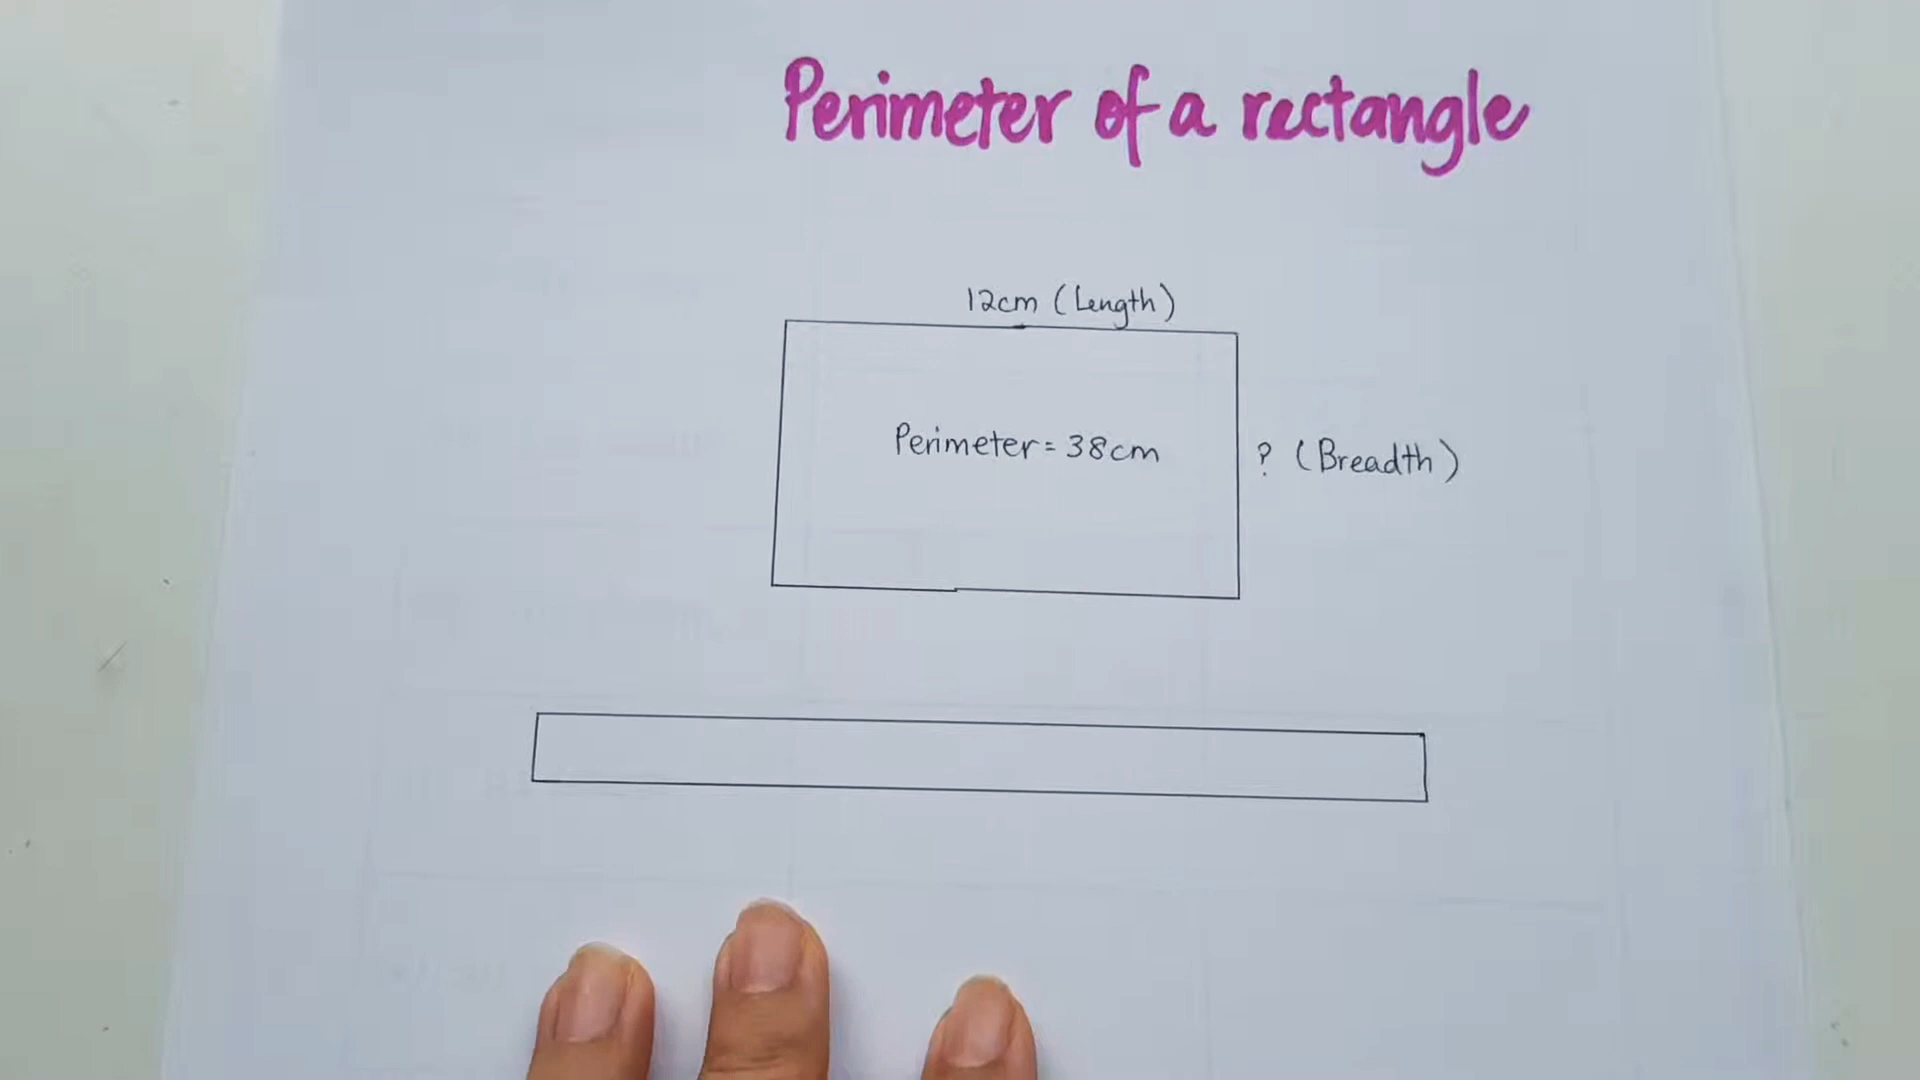 Perimeter of a rectangle
12cm (Length)
Perimeter = 38cm
? (Breadth)